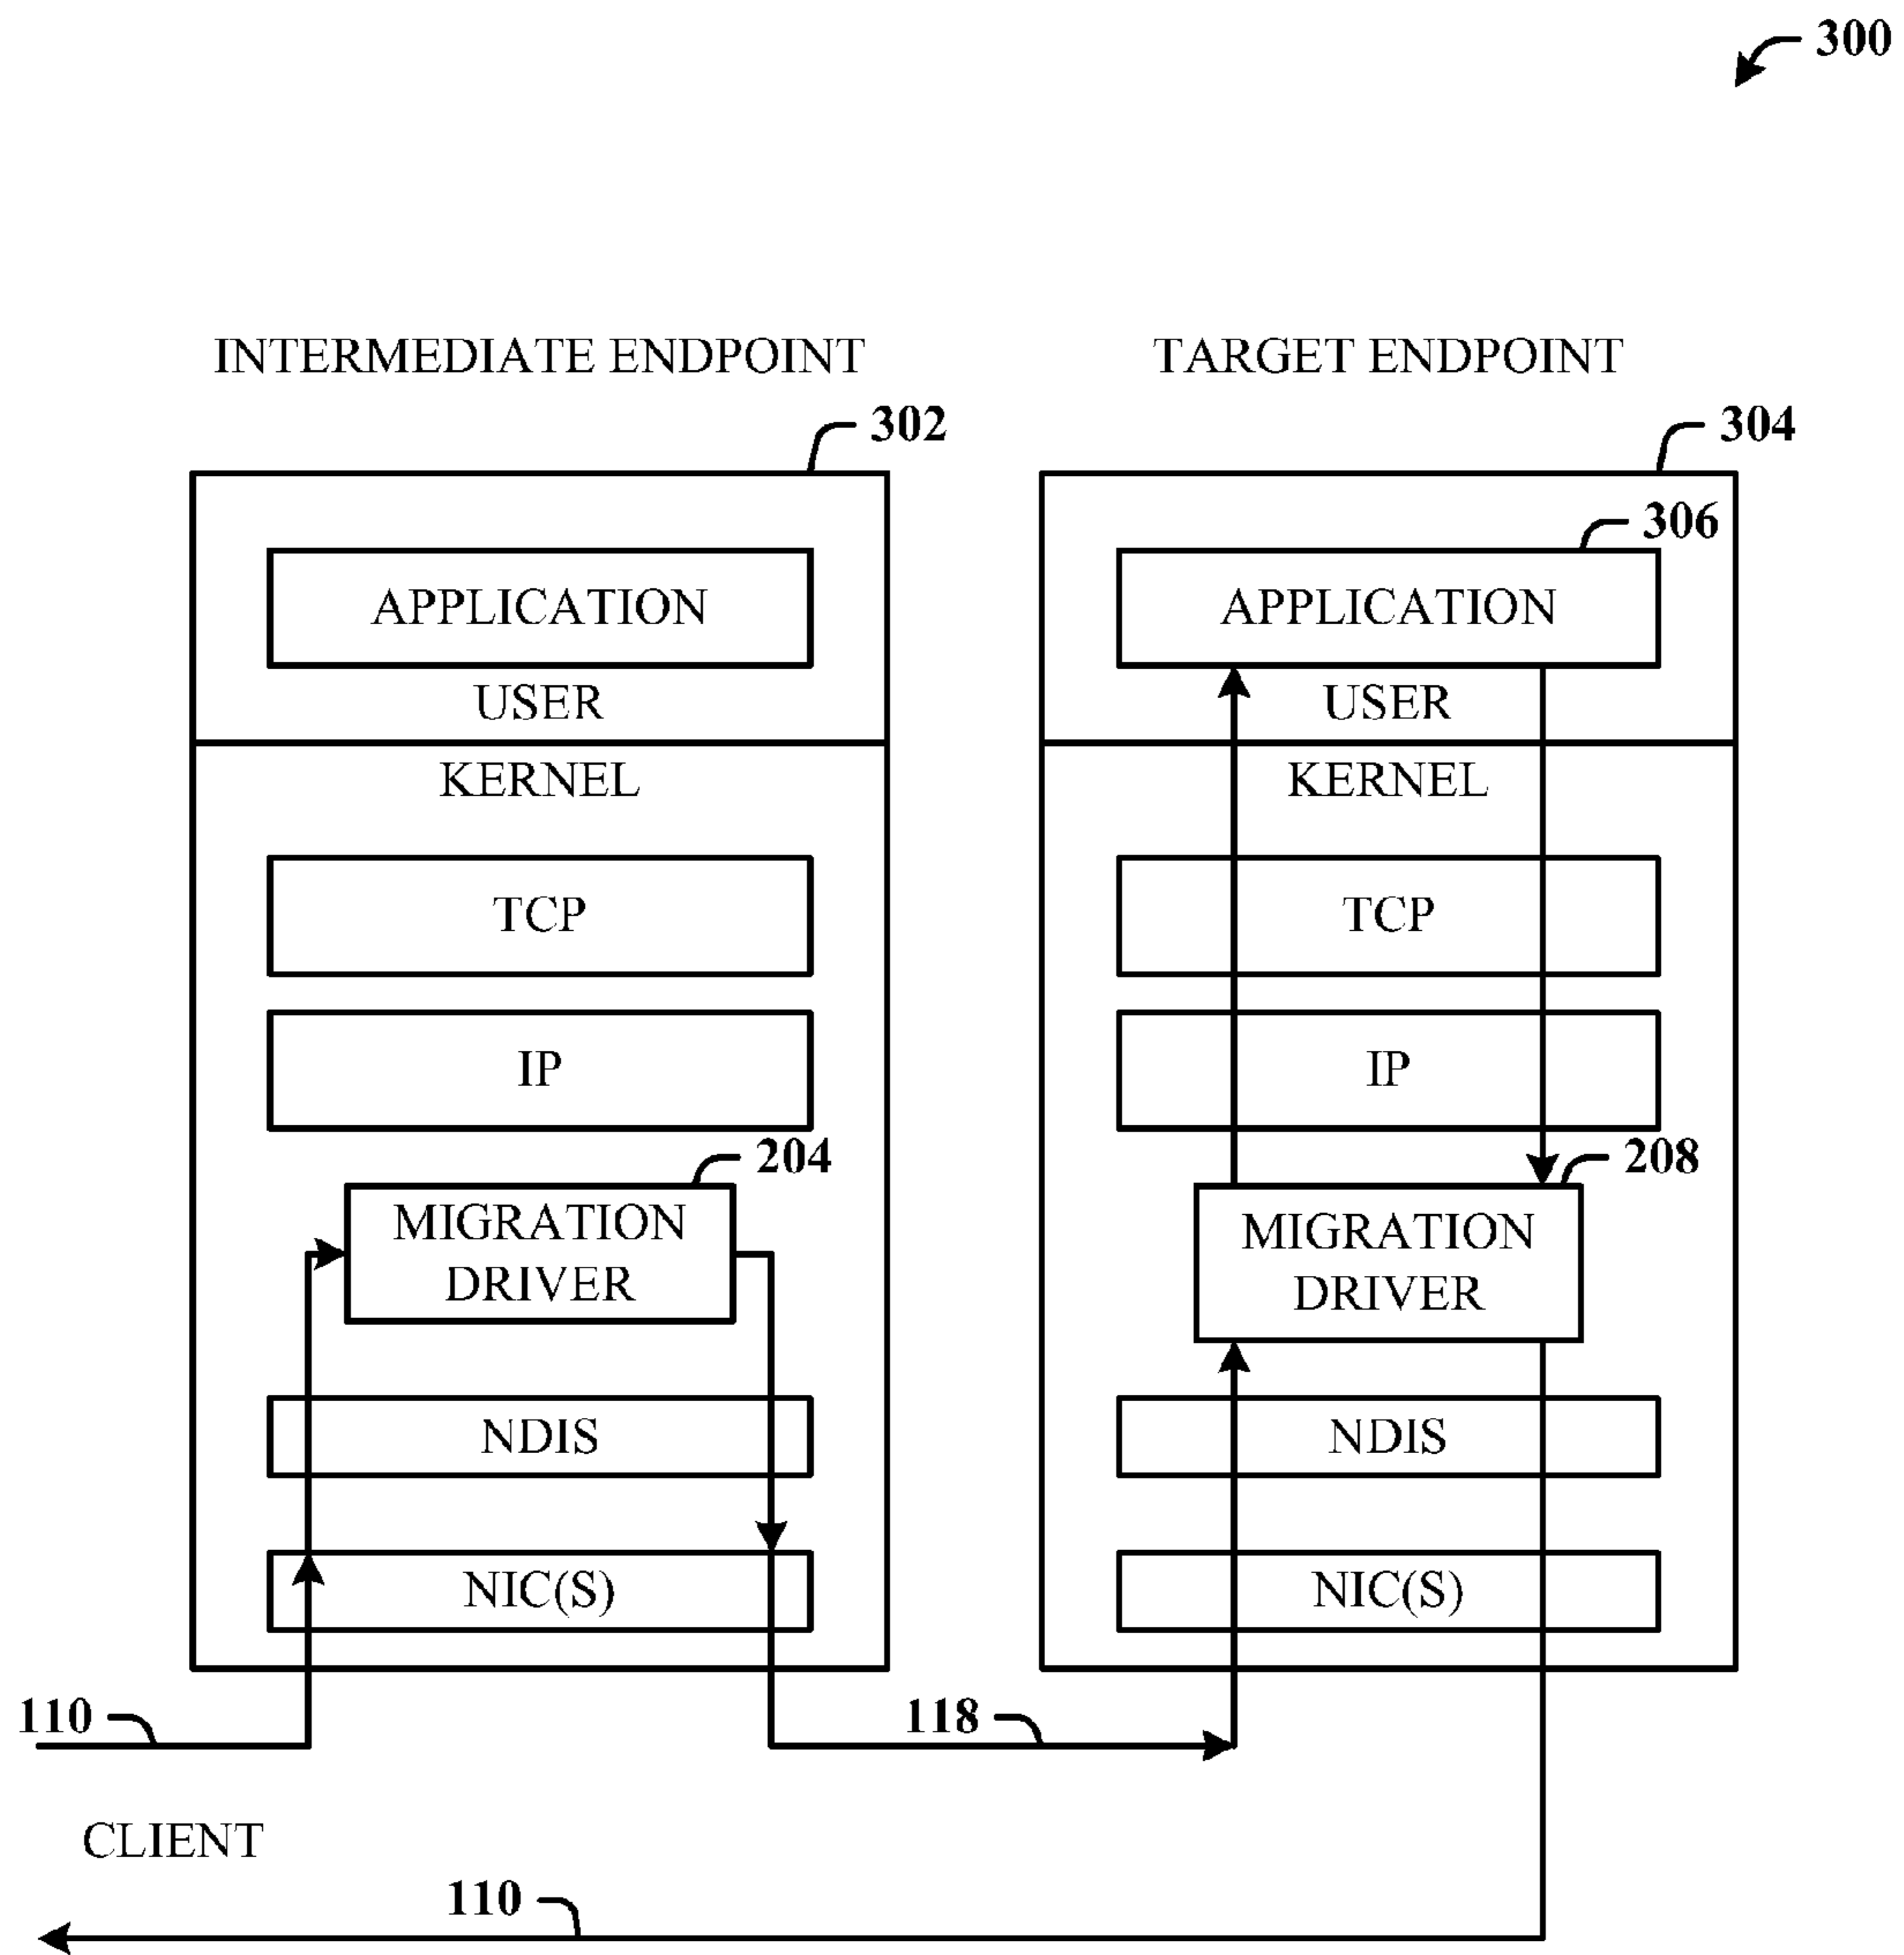 300
INTERMEDIATE ENDPOINT
TARGET ENDPOINT
302
304
306
APPLICATION
APPLICATION
USER
USER
KERNEL
KERNEL
TCP
TCP
IP
IP
204
208
MIGRATION
DRIVER
MIGRATION
DRIVER
NDIS
NDIS
NIC(S)
NIC(S)
110
118
CLIENT
110